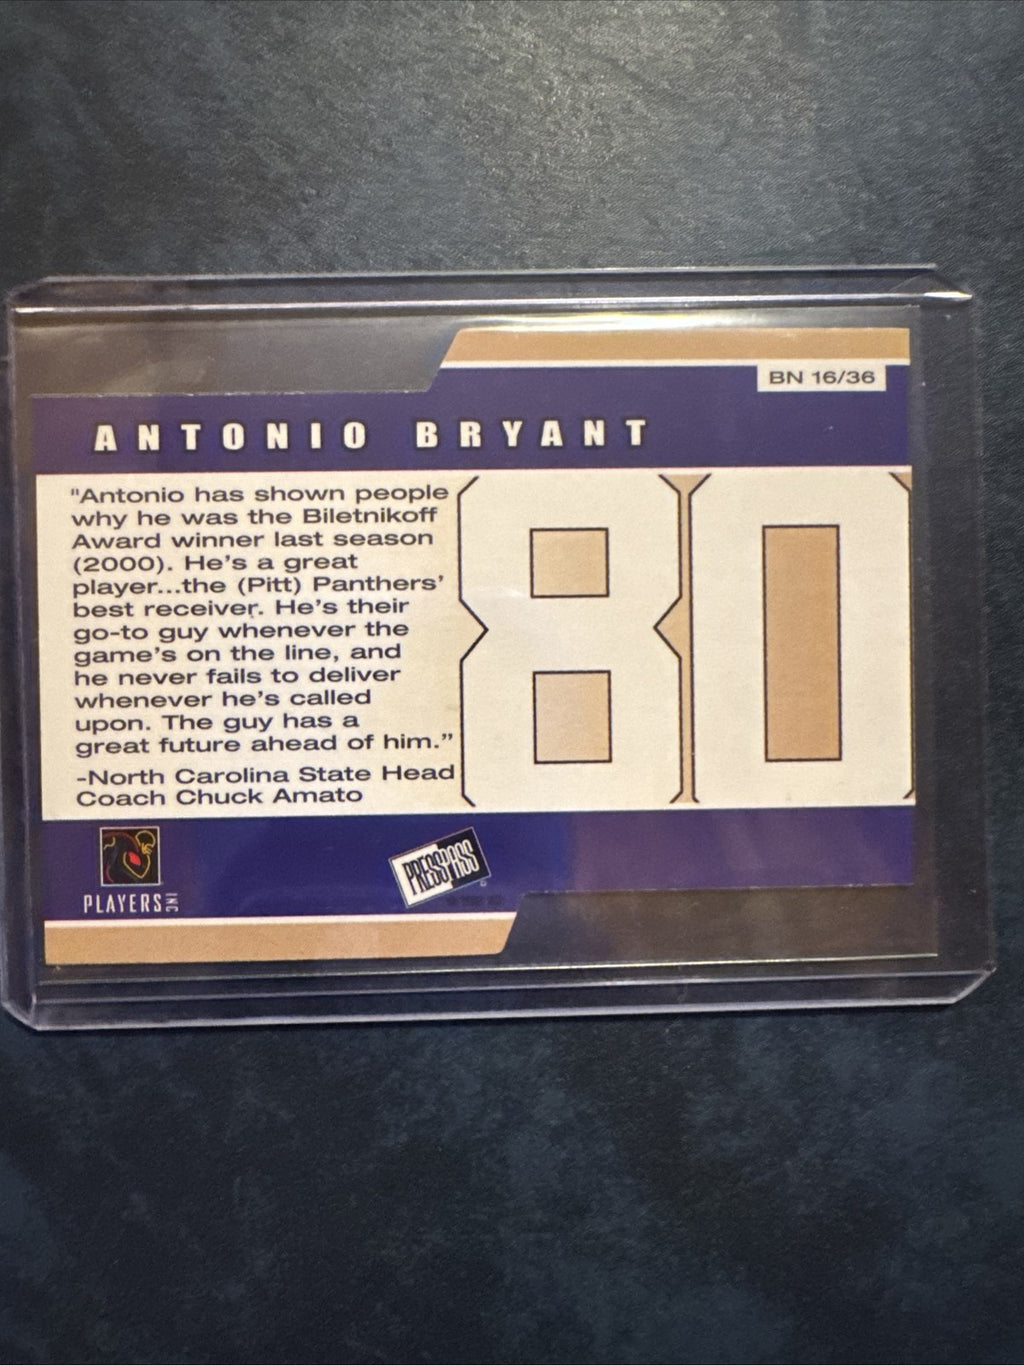 BN 16/36
ANTONIO BRYANT
"Antonio has shown people
why he was the Biletnikoff
Award winner last season
(2000). He's a great
player...the (Pitt) Panthers'
best receiver. He's their
go-to guy whenever the
game's on the line, and
he never fails to deliver
whenever he's called
upon. The guy has a
great future ahead of him."
-North Carolina State Head
Coach Chuck Amato
80
PRESS PASS
PLAYERS INC